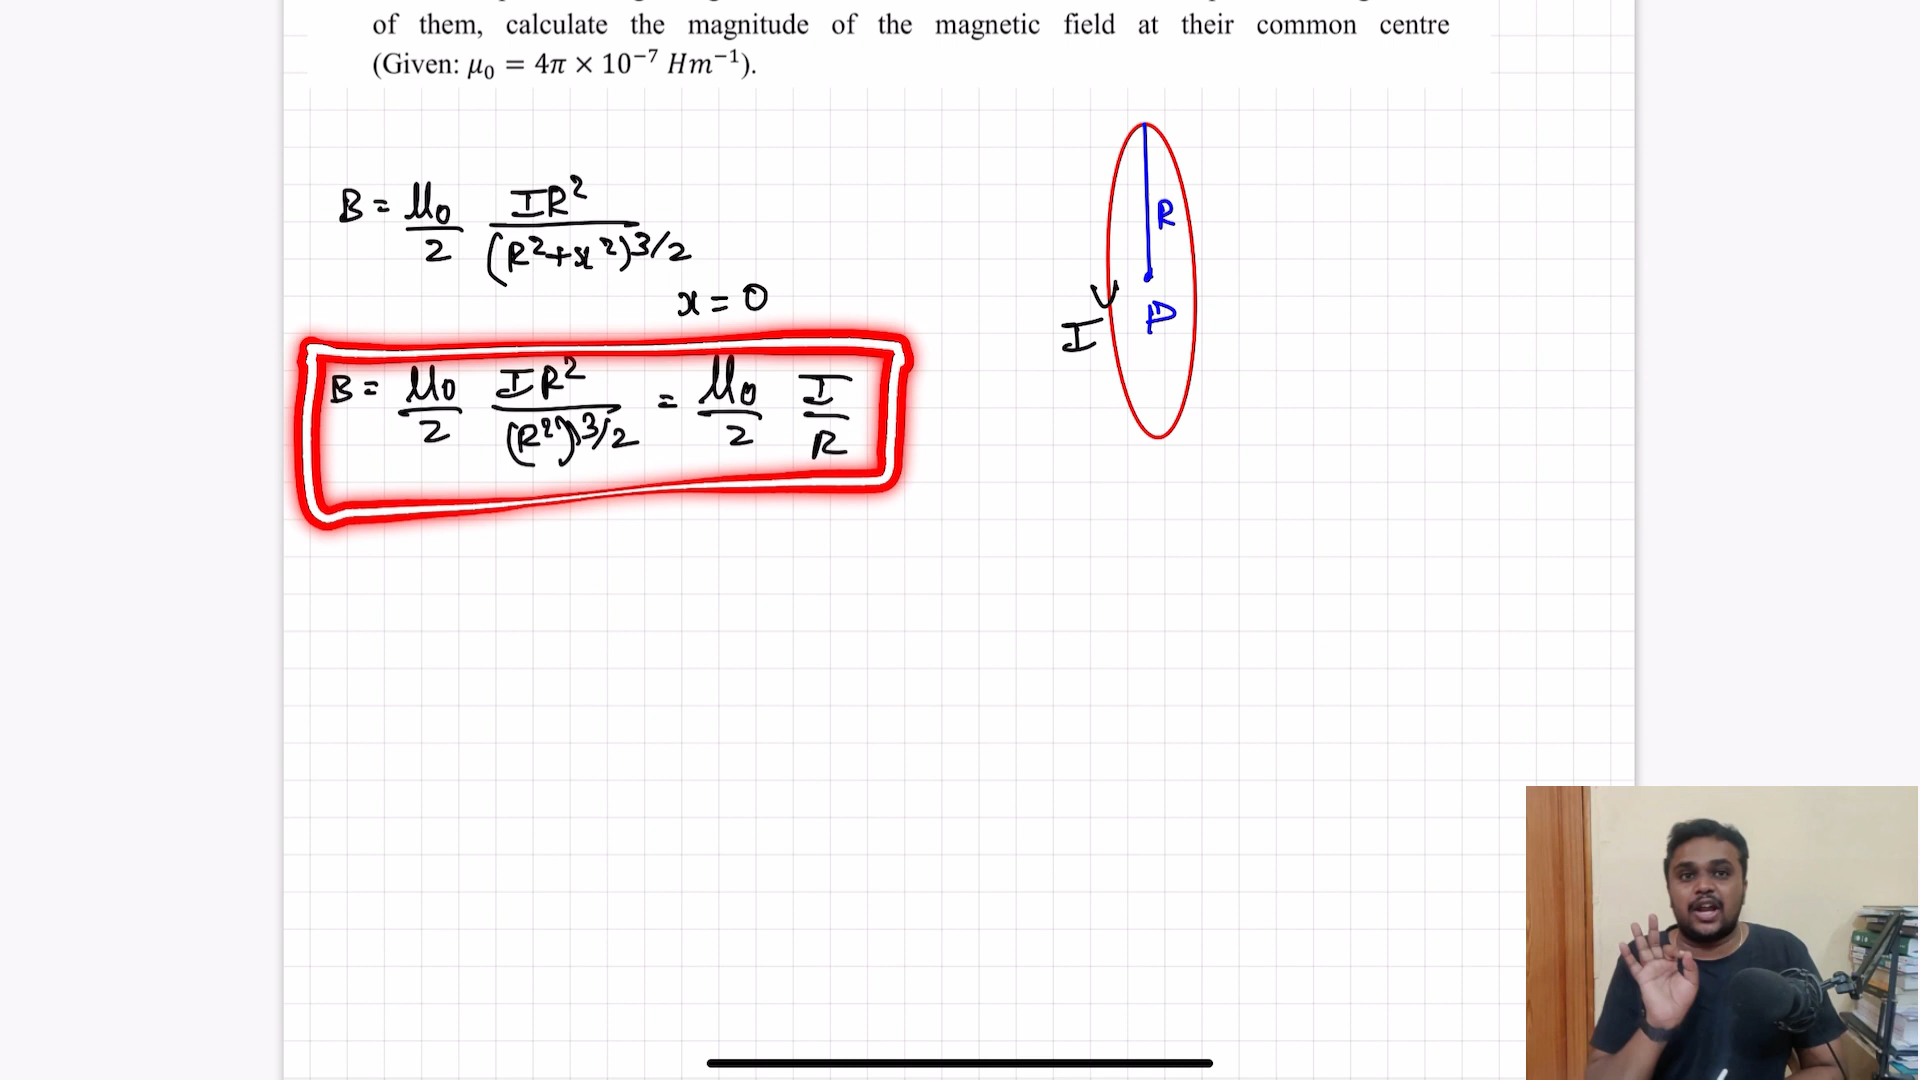 of them, calculate the magnitude of the magnetic field at their common centre
(Given: μ₀ = 4π × 10⁻⁷ Hm⁻¹).
B = μ₀/2 IR²/(R²+x²)^3/2
R
x = 0
P
I
B = μ₀/2 IR²/(R²)^3/2 = μ₀/2 I/R